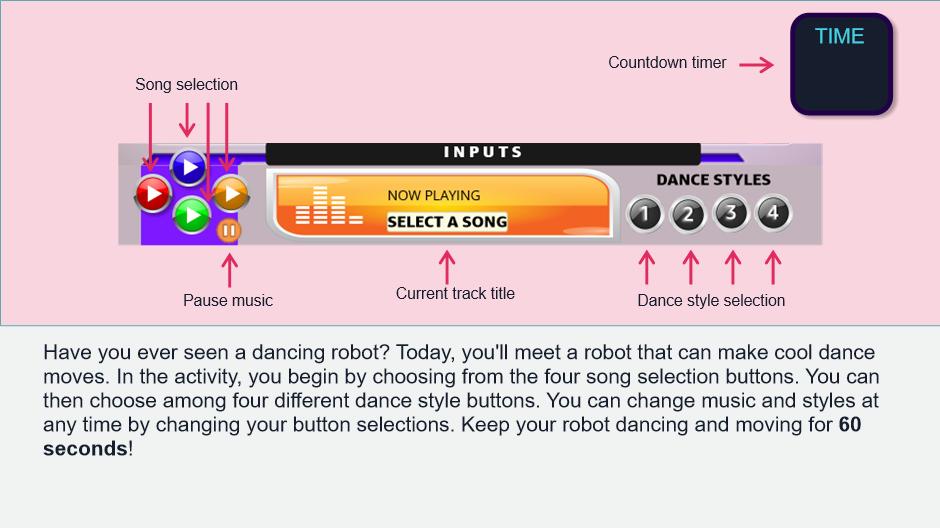 TIME
Countdown timer
Song selection
INPUTS
NOW PLAYING
SELECT A SONG
DANCE STYLES
1 2 3 4
Pause music
Current track title
Dance style selection
Have you ever seen a dancing robot? Today, you'll meet a robot that can make cool dance
moves. In the activity, you begin by choosing from the four song selection buttons. You can
then choose among four different dance style buttons. You can change music and styles at
any time by changing your button selections. Keep your robot dancing and moving for 60
seconds!